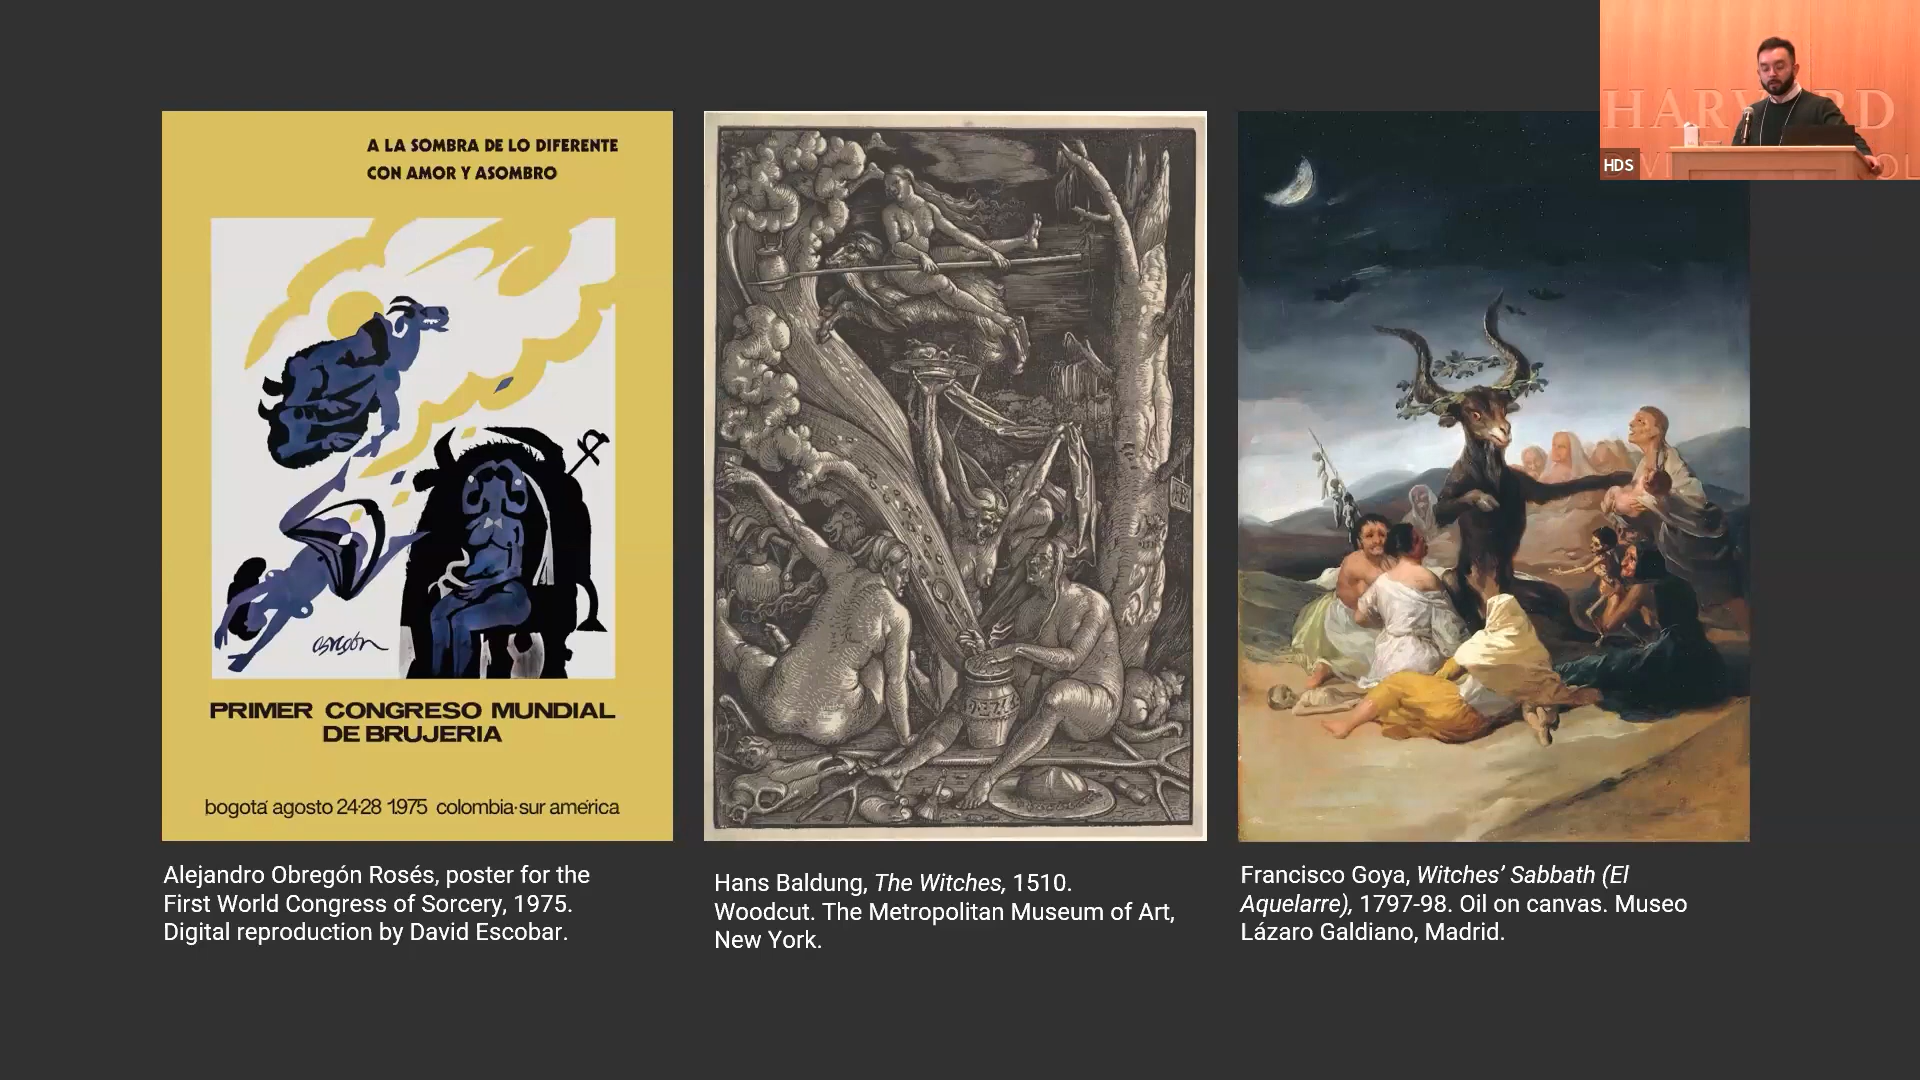 A LA SOMBRA DE LO DIFERENTE
CON AMOR Y ASOMBRO
obregón
PRIMER CONGRESO MUNDIAL
DE BRUJERIA
bogotá agosto 24·28 1975 colombia·sur américa
Alejandro Obregón Rosés, poster for the
First World Congress of Sorcery, 1975.
Digital reproduction by David Escobar.
Hans Baldung, The Witches, 1510.
Woodcut. The Metropolitan Museum of Art,
New York.
Francisco Goya, Witches’ Sabbath (El
Aquelarre), 1797-98. Oil on canvas. Museo
Lázaro Galdiano, Madrid.
HARVARD
HDS